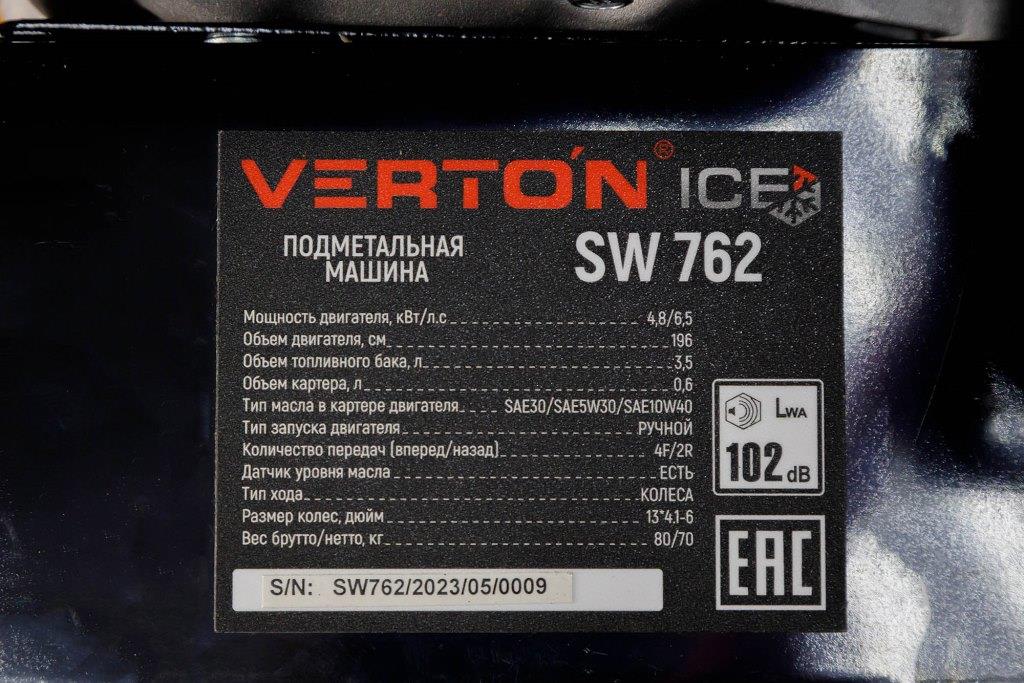 VERTON® ICE
ПОДМЕТАЛЬНАЯ
МАШИНА
SW 762
Мощность двигателя, кВт/л.с 4,8/6,5
Объем двигателя, см 196
Объем топливного бака, л 3,5
Объем картера, л 0,6
Тип масла в картере двигателя SAE30/SAE5W30/SAE10W40
Тип запуска двигателя РУЧНОЙ
Количество передач (вперед/назад) 4F/2R
Датчик уровня масла ЕСТЬ
Тип хода КОЛЕСА
Размер колес, дюйм 13*4,1-6
Вес брутто/нетто, кг 80/70
LWA
102 dB
EAC
S/N: SW762/2023/05/0009